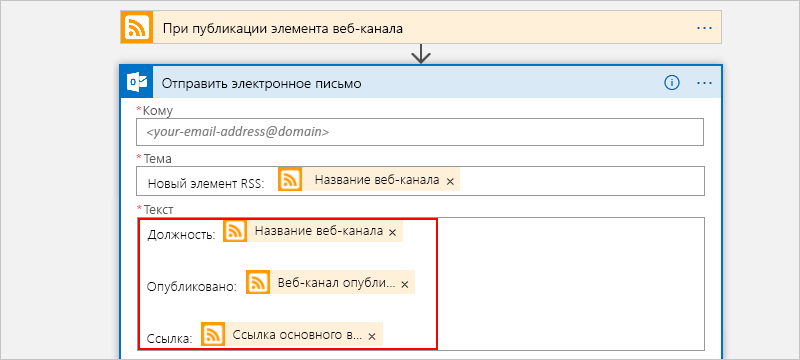 При публикации элемента веб-канала ...
Отправить электронное письмо ...
*Кому
<your-email-address@domain>
*Тема
Новый элемент RSS: Название веб-канала ×
*Текст
Должность: Название веб-канала ×
Опубликовано: Веб-канал опубли... ×
Ссылка: Ссылка основного в... ×